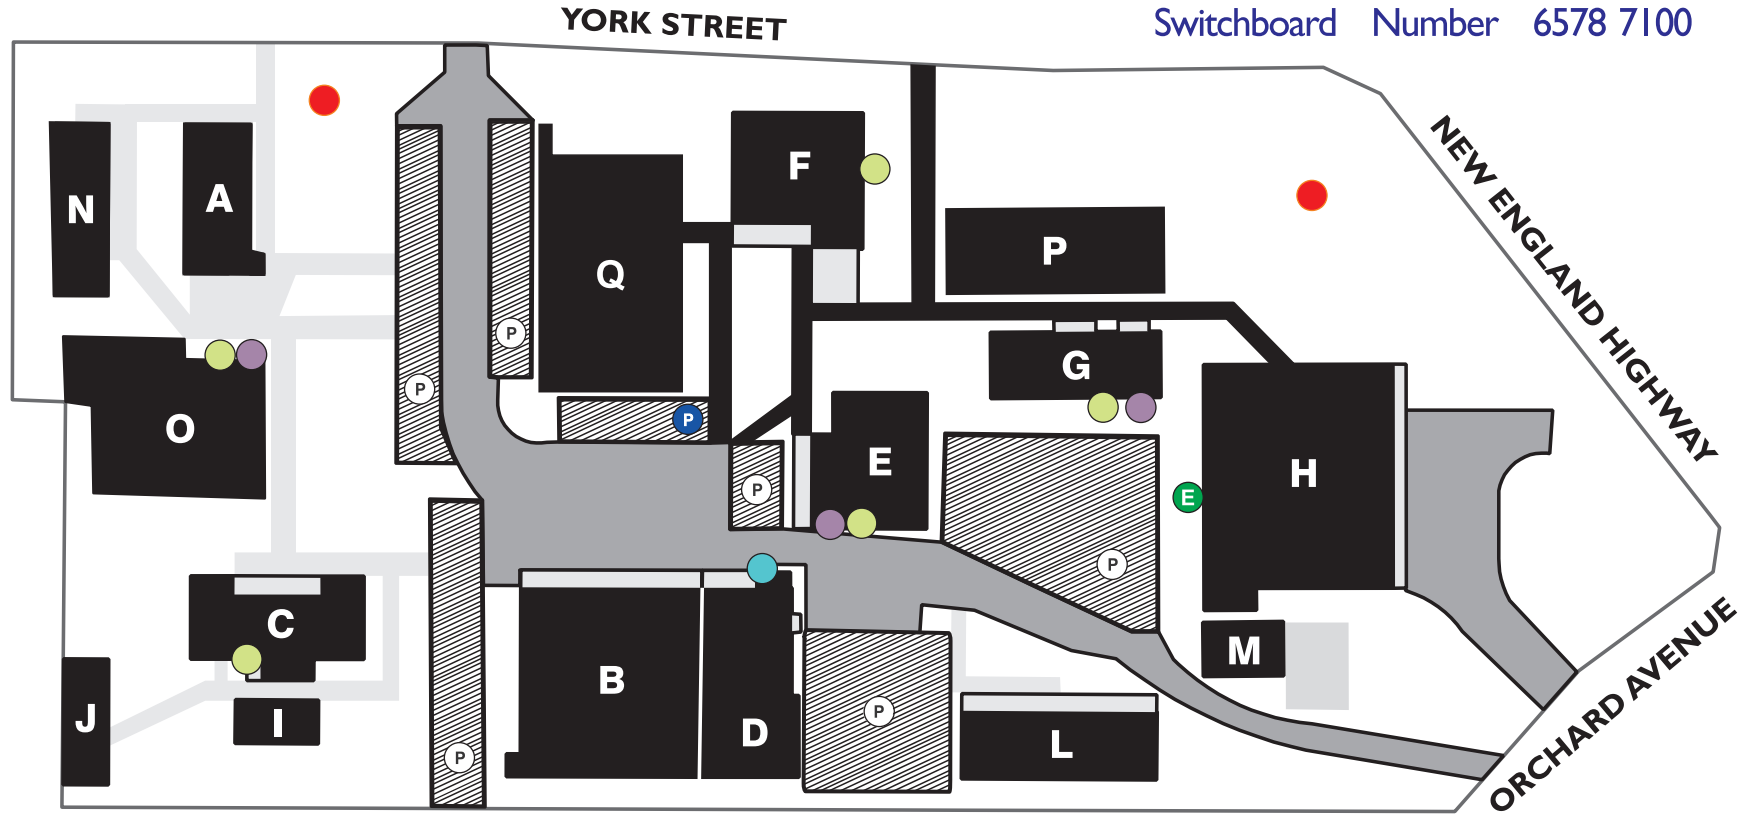 YORK STREET
Switchboard Number 6578 7100
NEW ENGLAND HIGHWAY
N
A
F
P
Q
P
G
P
P
O
E
P
H
E
P
C
M
B
P
J
I
D
L
P
ORCHARD AVENUE